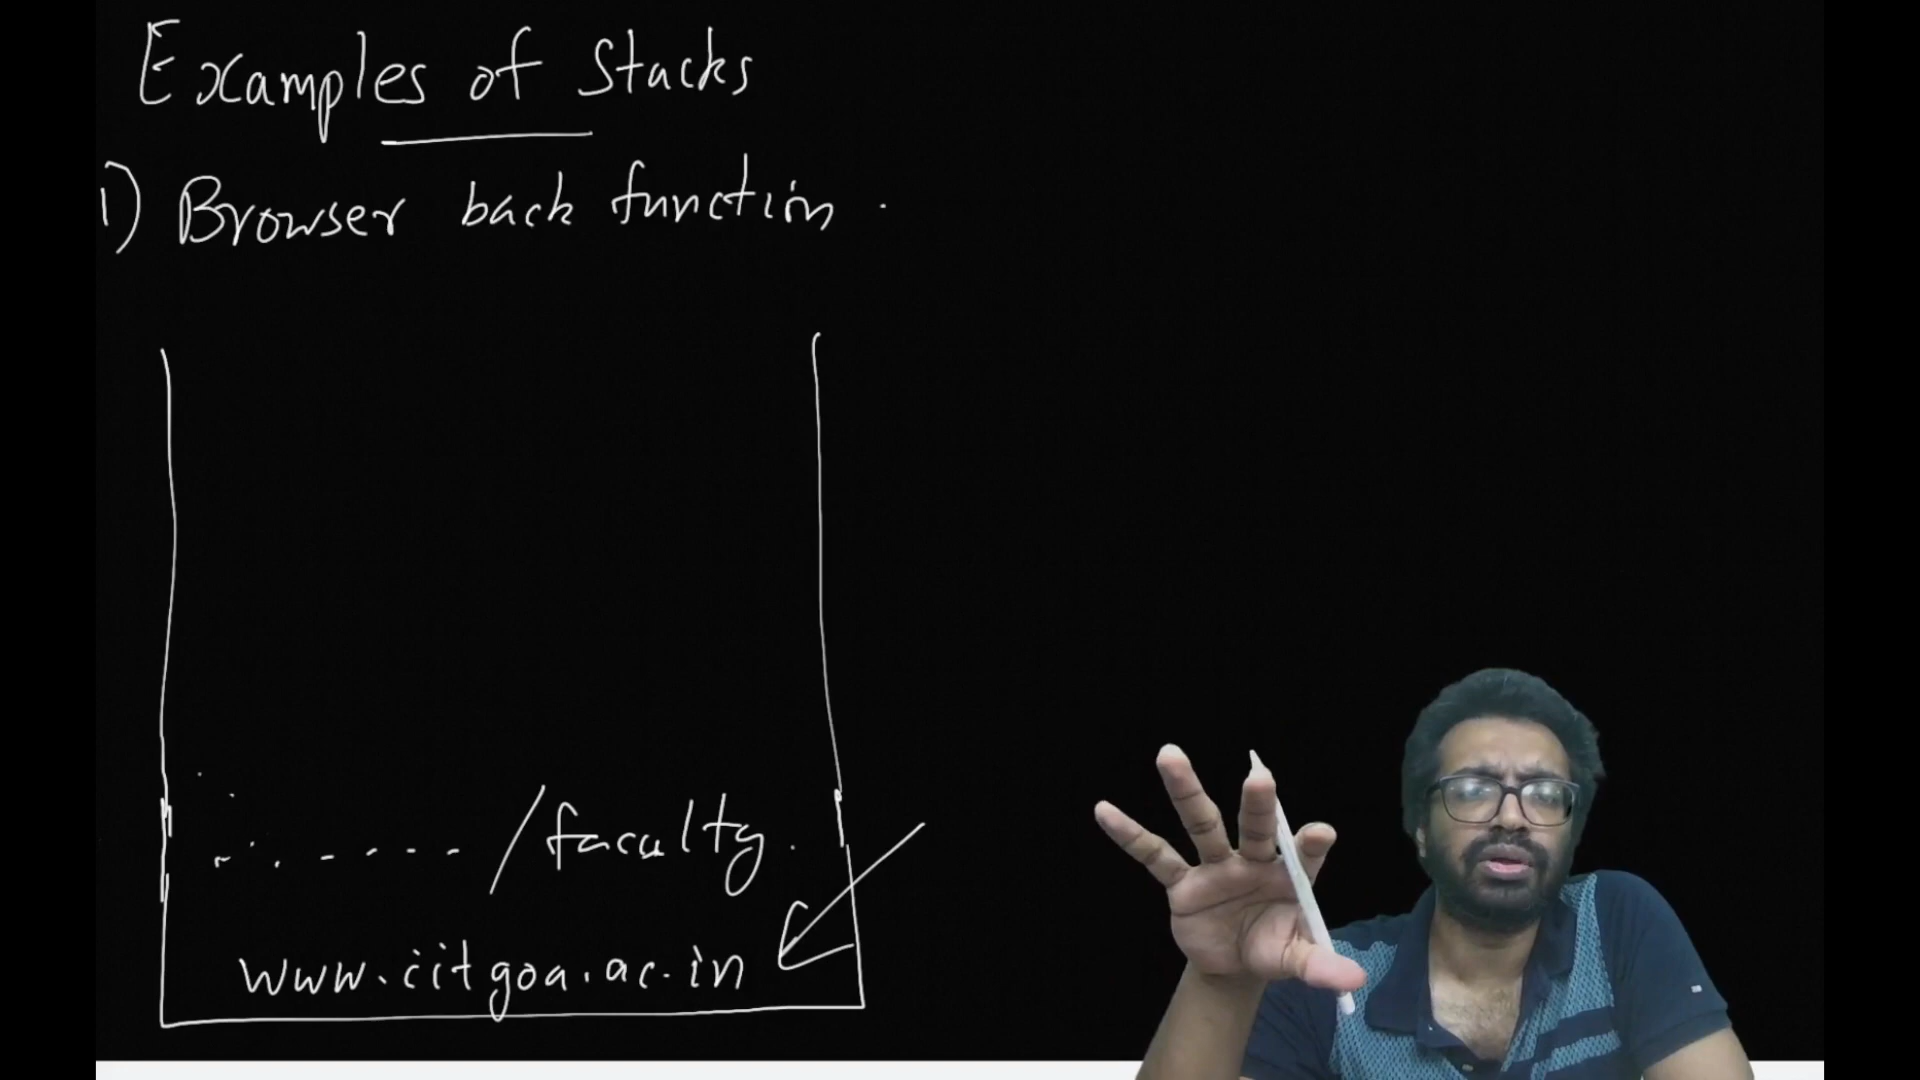 Examples of Stacks
1) Browser back function.
...... /faculty.
www.citgoa.ac.in